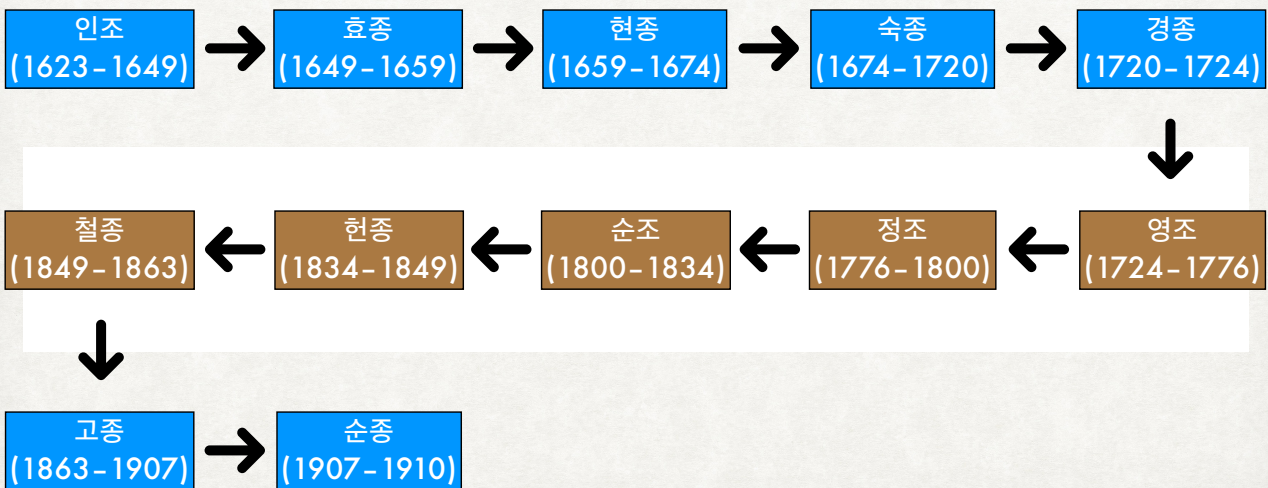 인조
(1623-1649)
효종
(1649-1659)
현종
(1659-1674)
숙종
(1674-1720)
경종
(1720-1724)
영조
(1724-1776)
정조
(1776-1800)
순조
(1800-1834)
헌종
(1834-1849)
철종
(1849-1863)
고종
(1863-1907)
순종
(1907-1910)